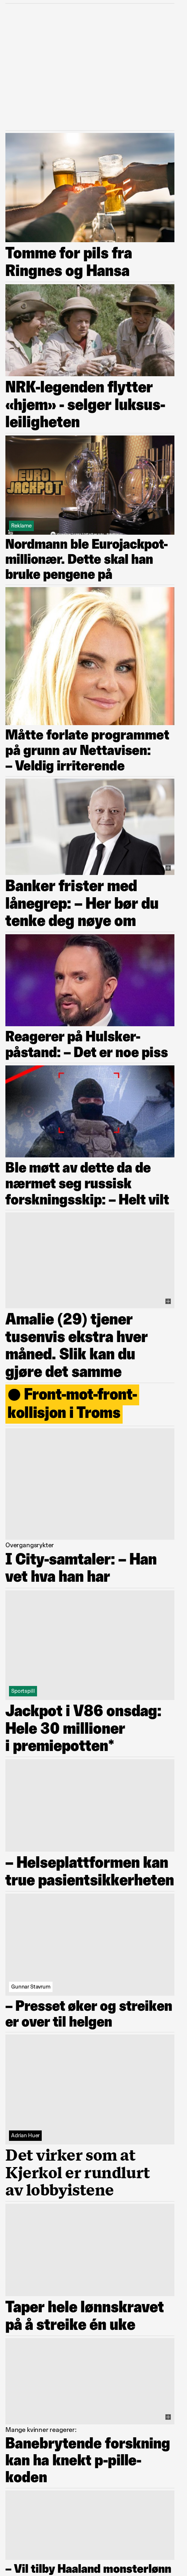 Tomme for pils fra
Ringnes og Hansa
NRK-legenden flytter
«hjem» - selger luksus-
leiligheten
EURO
JACKPOT
Reklame
Nordmann ble Eurojackpot-
millionær. Dette skal han
bruke pengene på
Måtte forlate programmet
på grunn av Nettavisen:
– Veldig irriterende
Banker frister med
lånegrep: – Her bør du
tenke deg nøye om
Reagerer på Hulsker-
påstand: – Det er noe piss
Ble møtt av dette da de
nærmet seg russisk
forskningsskip: – Helt vilt
Amalie (29) tjener
tusenvis ekstra hver
måned. Slik kan du
gjøre det samme
Front-mot-front-
kollisjon i Troms
Overgangsrykter
I City-samtaler: – Han
vet hva han har
Sportspill
Jackpot i V86 onsdag:
Hele 30 millioner
i premiepotten*
– Helseplattformen kan
true pasientsikkerheten
Gunnar Stavrum
– Presset øker og streiken
er over til helgen
Adrian Huer
Det virker som at
Kjerkol er rundlurt
av lobbyistene
Taper hele lønnskravet
på å streike én uke
Mange kvinner reagerer:
Banebrytende forskning
kan ha knekt p-pille-
koden
– Vil tilby Haaland monsterlønn